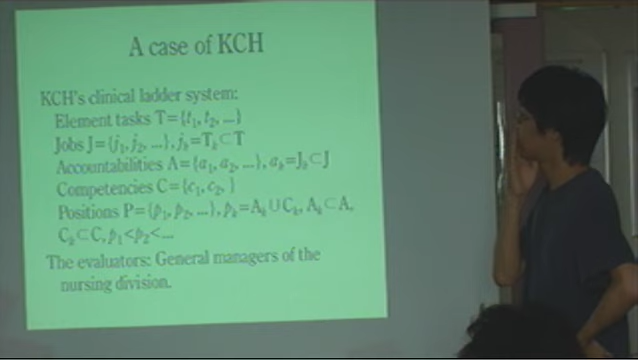 A case of KCH
KCH's clinical ladder system:
Element tasks T={t₁, t₂, ...}
Jobs J={j₁, j₂, ...}, jₖ=Tₖ⊂T
Accountabilities A={a₁, a₂, ...}, aₖ=Jₖ⊂J
Competencies C={c₁, c₂, }
Positions P={p₁, p₂, ...}, pₖ=Aₖ∪Cₖ, Aₖ⊂A,
Cₖ⊂C, p₁<p₂<...
The evaluators: General managers of the
nursing division.